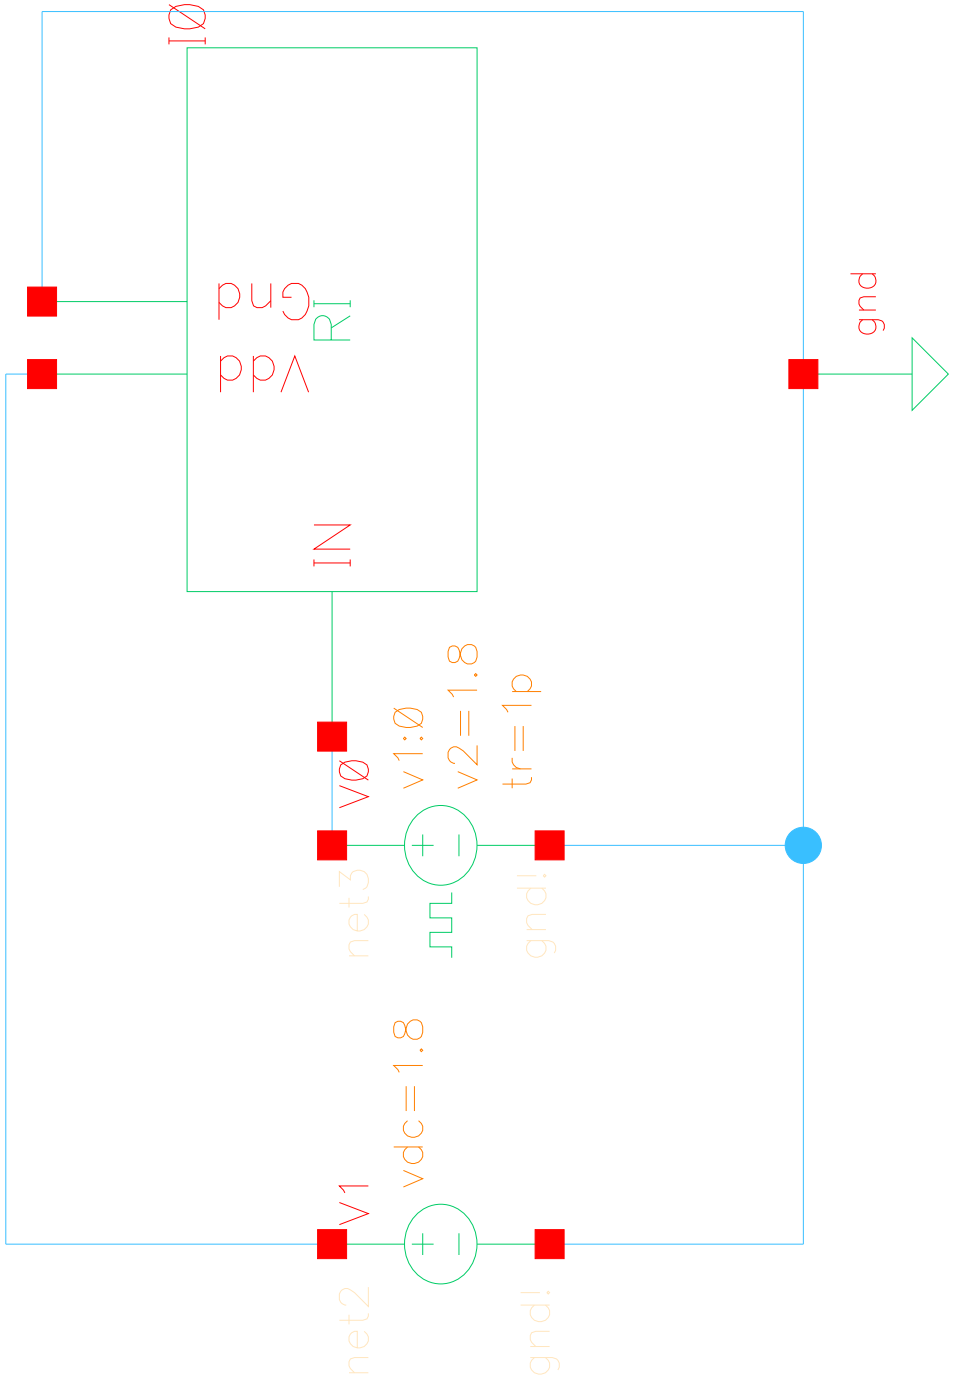 I0
Gnd
RI
Vdd
IN
gnd
V0
v1:0
v2=1.8
tr=1p
net3
gnd!
V1
vdc=1.8
net2
gnd!